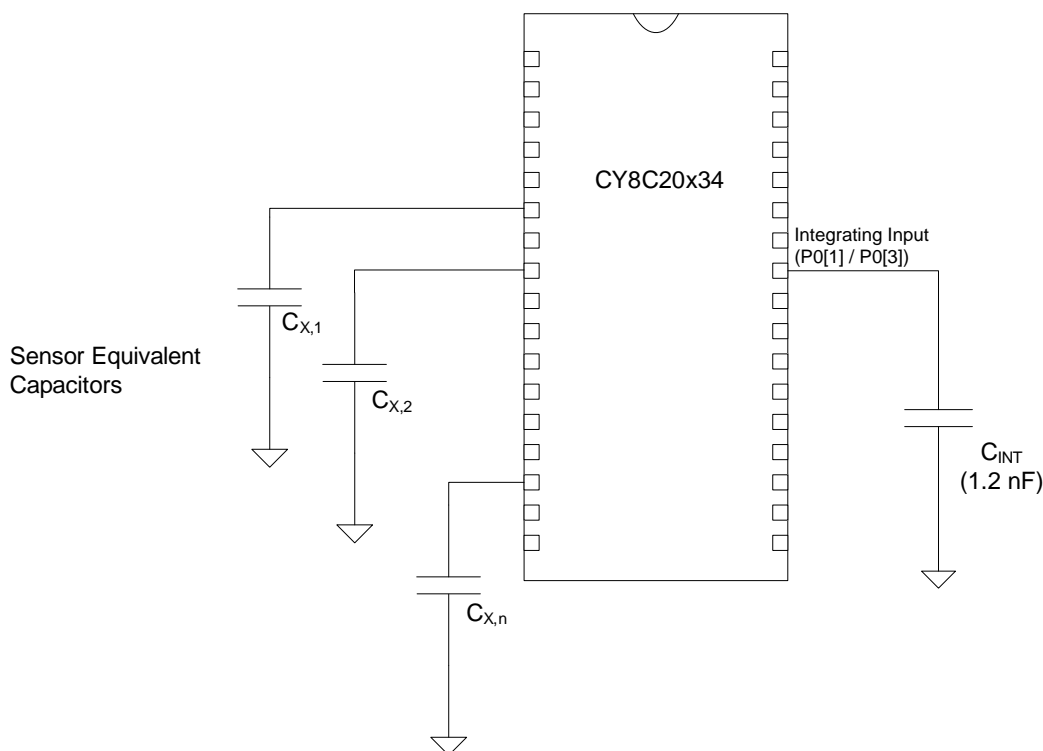 CY8C20x34
Integrating Input
(P0[1] / P0[3])
CX,1
Sensor Equivalent
Capacitors
CX,2
CINT
(1.2 nF)
CX,n